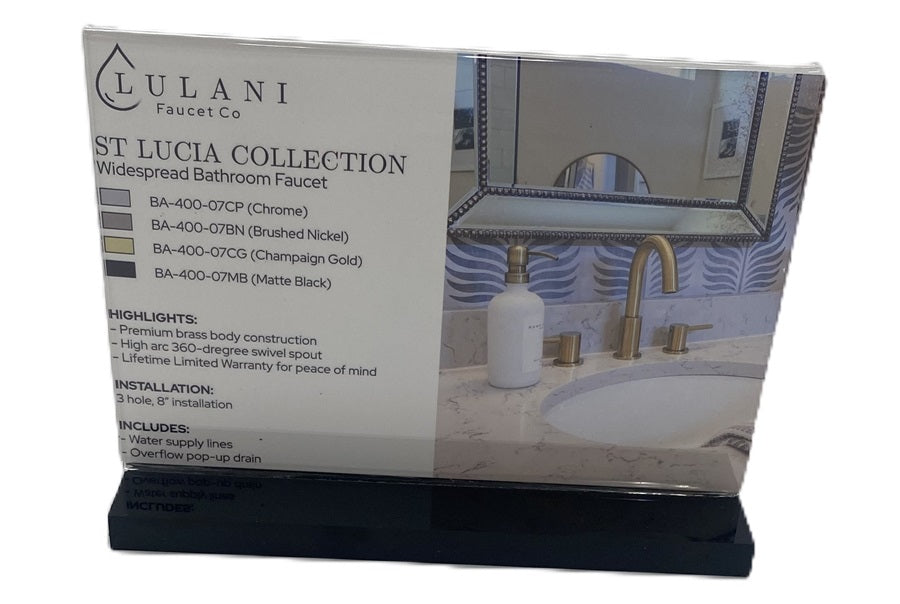 LULANI
Faucet Co
ST LUCIA COLLECTION
Widespread Bathroom Faucet
BA-400-07CP (Chrome)
BA-400-07BN (Brushed Nickel)
BA-400-07CG (Champaign Gold)
BA-400-07MB (Matte Black)
HIGHLIGHTS:
- Premium brass body construction
- High arc 360-dregree swivel spout
- Lifetime Limited Warranty for peace of mind
INSTALLATION:
3 hole, 8" installation
INCLUDES:
- Water supply lines
- Overflow pop-up drain